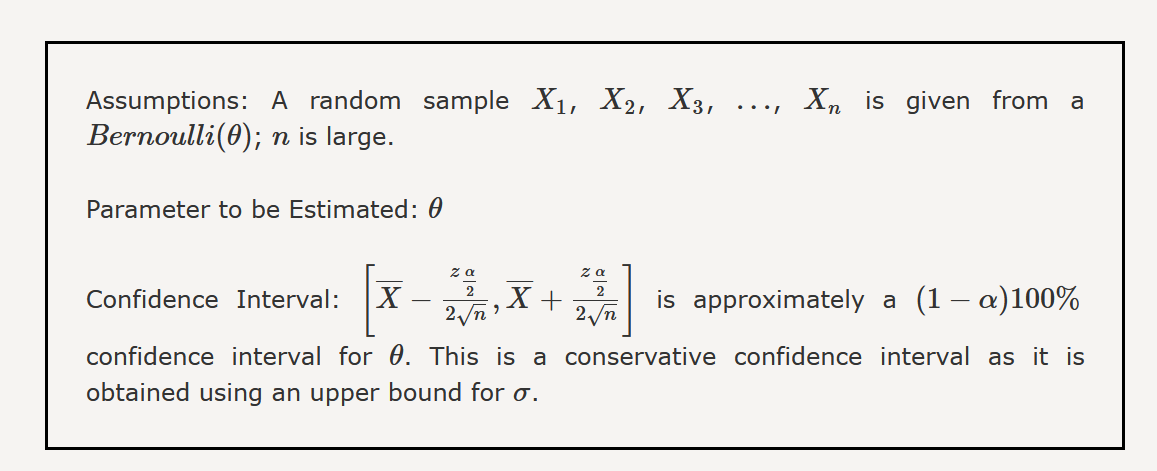 Assumptions: A random sample $X_1$, $X_2$, $X_3$, $\ldots$, $X_n$ is given from a
$Bernoulli(\theta)$; $n$ is large.
Parameter to be Estimated: $\theta$
Confidence Interval: $\left[\overline{X} - \frac{z_{\frac{\alpha}{2}}}{2\sqrt{n}}, \overline{X} + \frac{z_{\frac{\alpha}{2}}}{2\sqrt{n}}\right]$ is approximately a $(1-\alpha)100\%$
confidence interval for $\theta$. This is a conservative confidence interval as it is
obtained using an upper bound for $\sigma$.